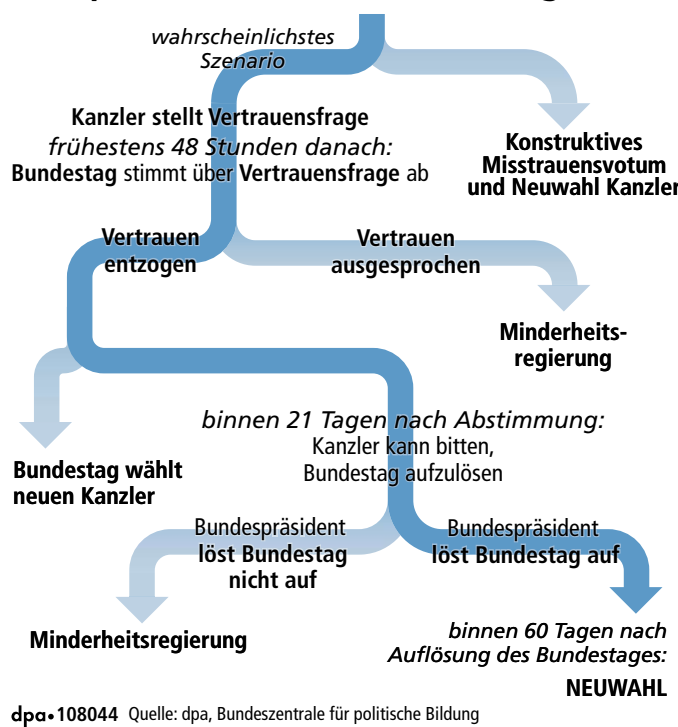 wahrscheinlichstes
Szenario
Kanzler stellt Vertrauensfrage
frühestens 48 Stunden danach:
Bundestag stimmt über Vertrauensfrage ab
Konstruktives
Misstrauensvotum
und Neuwahl Kanzler
Vertrauen
entzogen
Vertrauen
ausgesprochen
Minderheits-
regierung
binnen 21 Tagen nach Abstimmung:
Kanzler kann bitten,
Bundestag aufzulösen
Bundestag wählt
neuen Kanzler
Bundespräsident
löst Bundestag
nicht auf
Bundespräsident
löst Bundestag auf
Minderheitsregierung
binnen 60 Tagen nach
Auflösung des Bundestages:
NEUWAHL
dpa•108044 Quelle: dpa, Bundeszentrale für politische Bildung